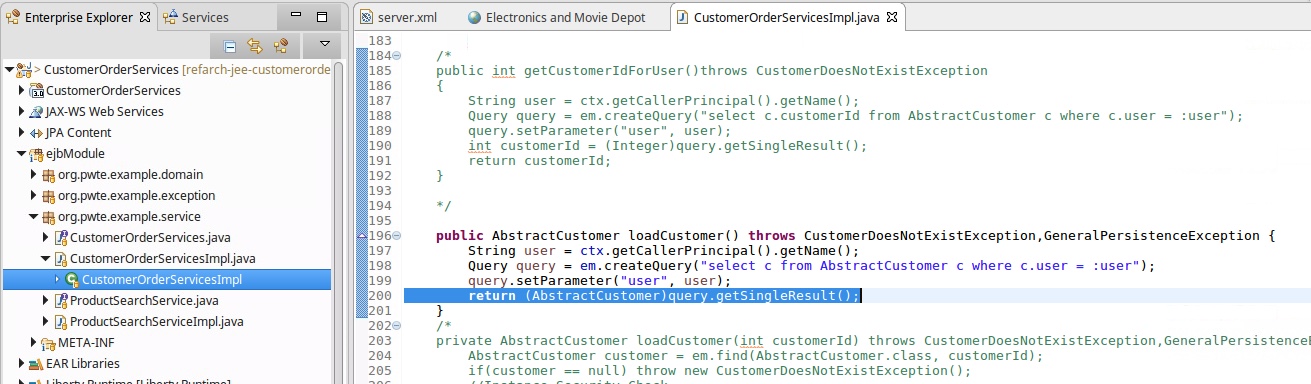 Enterprise Explorer
Services
CustomerOrderServices [refarch-jee-customerorde
CustomerOrderServices
JAX-WS Web Services
JPA Content
ejbModule
org.pwte.example.domain
org.pwte.example.exception
org.pwte.example.service
CustomerOrderServices.java
CustomerOrderServicesImpl.java
CustomerOrderServicesImpl
ProductSearchService.java
ProductSearchServiceImpl.java
META-INF
EAR Libraries
Liberty Runtime [Liberty Runtime]
server.xml
Electronics and Movie Depot
CustomerOrderServicesImpl.java
183
184 /*
185 public int getCustomerIdForUser()throws CustomerDoesNotExistException
186 {
187 String user = ctx.getCallerPrincipal().getName();
188 Query query = em.createQuery("select c.customerId from AbstractCustomer c where c.user = :user");
189 query.setParameter("user", user);
190 int customerId = (Integer)query.getSingleResult();
191 return customerId;
192 }
193
194 */
195
196 public AbstractCustomer loadCustomer() throws CustomerDoesNotExistException,GeneralPersistenceException {
197 String user = ctx.getCallerPrincipal().getName();
198 Query query = em.createQuery("select c from AbstractCustomer c where c.user = :user");
199 query.setParameter("user", user);
200 return (AbstractCustomer)query.getSingleResult();
201 }
202 /*
203 private AbstractCustomer loadCustomer(int customerId) throws CustomerDoesNotExistException,GeneralPersistenceE
204 AbstractCustomer customer = em.find(AbstractCustomer.class, customerId);
205 if(customer == null) throw new CustomerDoesNotExistException();
206 //Instance Security Check